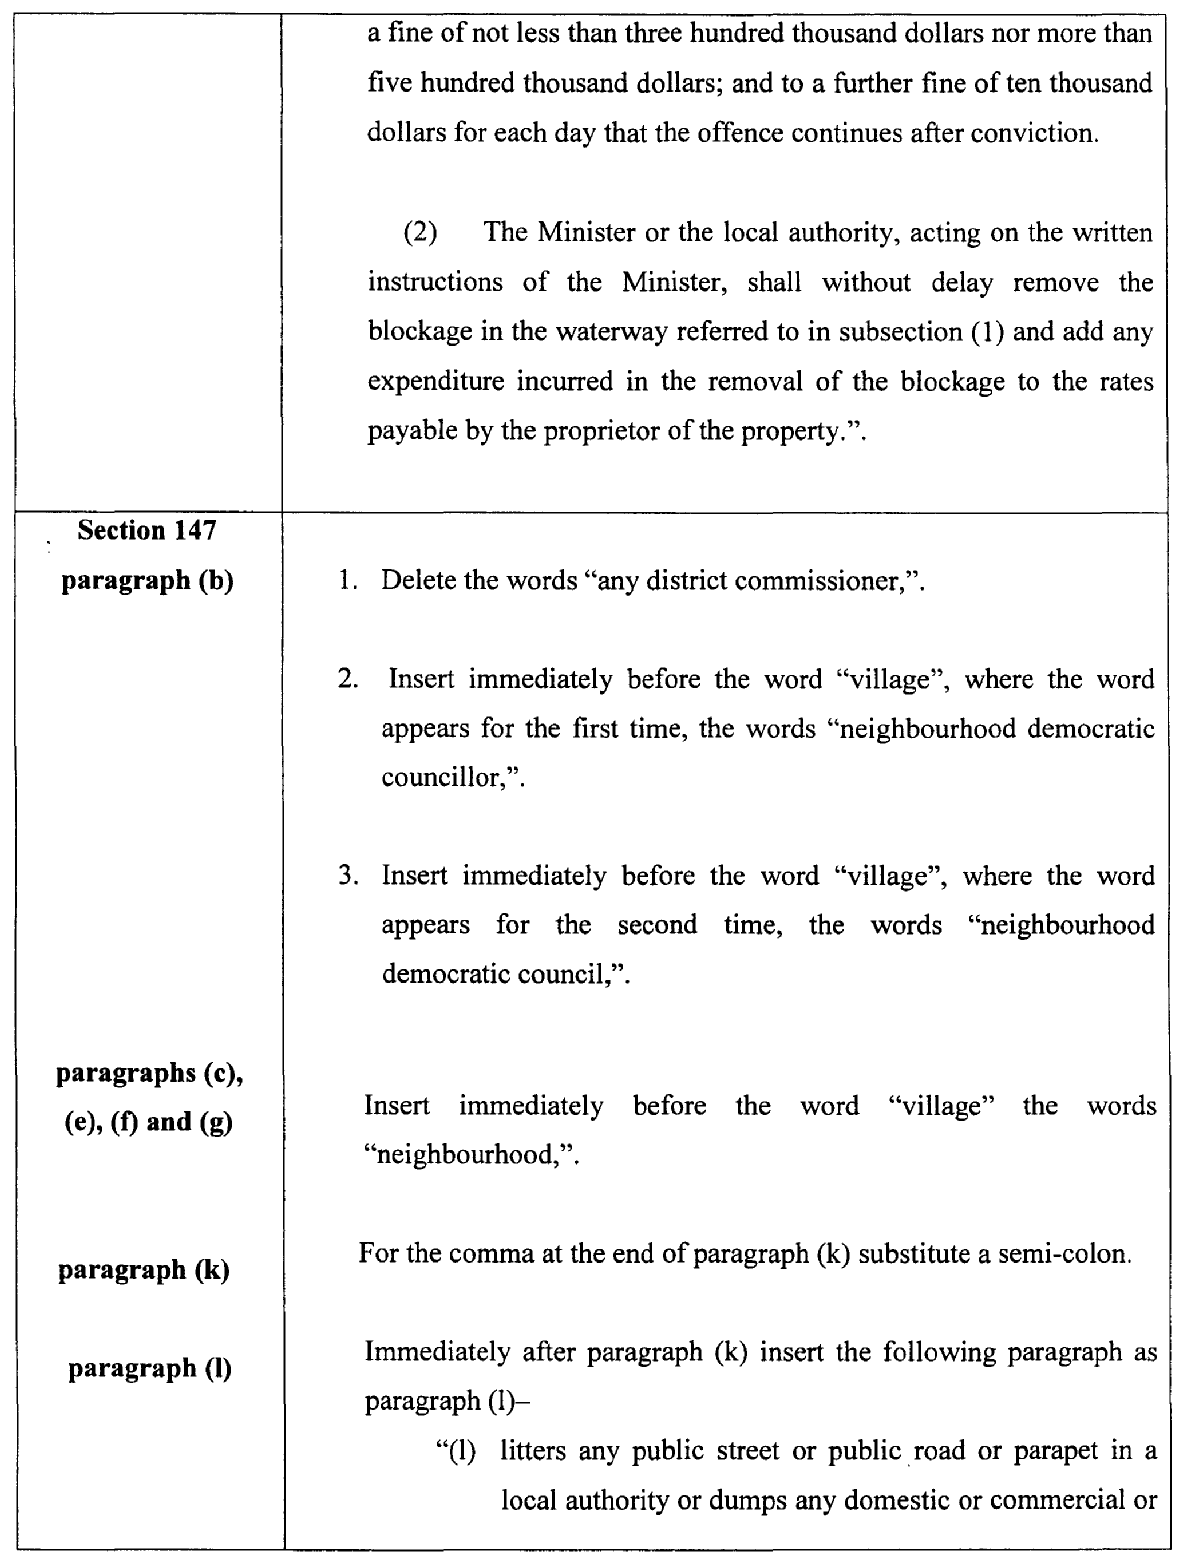 a fine of not less than three hundred thousand dollars nor more than
five hundred thousand dollars; and to a further fine of ten thousand
dollars for each day that the offence continues after conviction.
(2) The Minister or the local authority, acting on the written
instructions of the Minister, shall without delay remove the
blockage in the waterway referred to in subsection (1) and add any
expenditure incurred in the removal of the blockage to the rates
payable by the proprietor of the property.”.
Section 147
paragraph (b)
1. Delete the words “any district commissioner,”.
2. Insert immediately before the word “village”, where the word
appears for the first time, the words “neighbourhood democratic
councillor,”.
3. Insert immediately before the word “village”, where the word
appears for the second time, the words “neighbourhood
democratic council,”.
paragraphs (c),
(e), (f) and (g)
Insert immediately before the word “village” the words
“neighbourhood,”.
paragraph (k)
For the comma at the end of paragraph (k) substitute a semi-colon.
paragraph (l)
Immediately after paragraph (k) insert the following paragraph as
paragraph (l)–
“(l) litters any public street or public road or parapet in a
local authority or dumps any domestic or commercial or